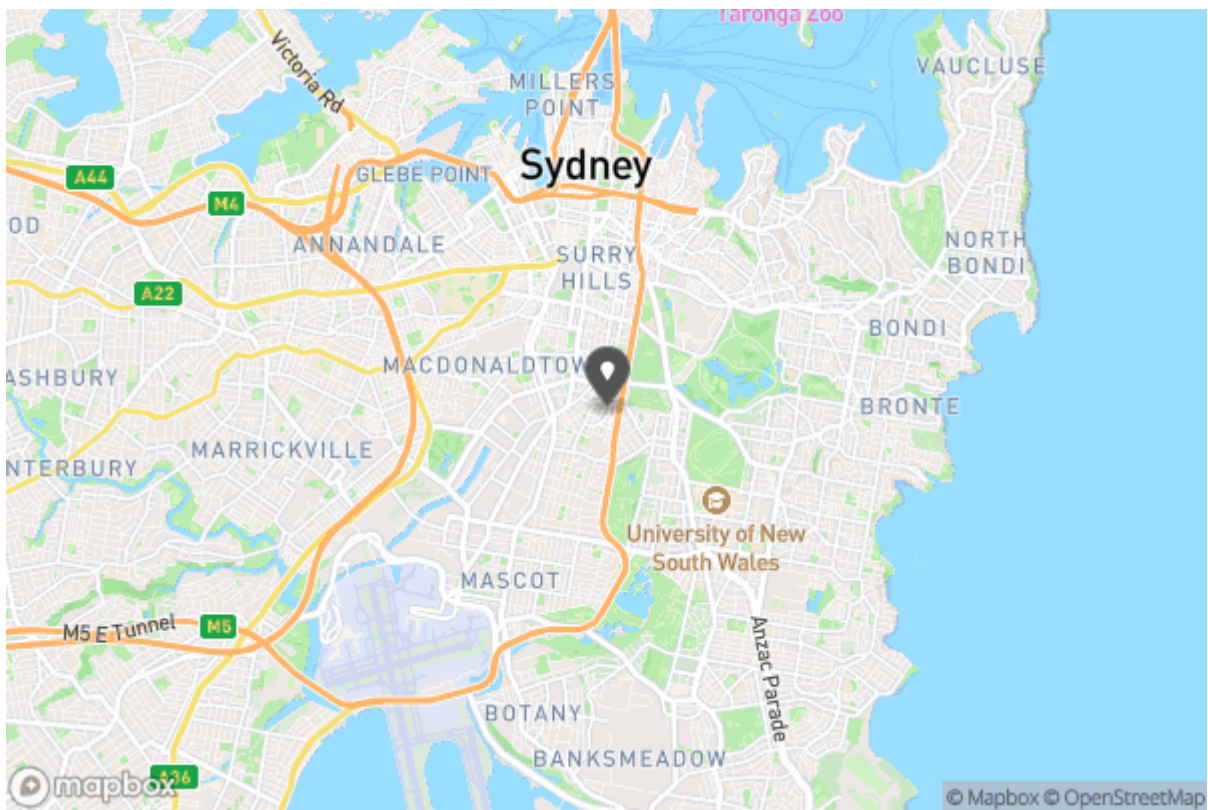 Taronga Zoo
VAUCLUSE
Victoria Rd
MILLERS
POINT
Sydney
A44
GLEBE POINT
M4
OD
ANNANDALE
SURRY
HILLS
NORTH
BONDI
A22
BONDI
MACDONALDTOW
ASHBURY
BRONTE
MARRICKVILLE
NTERBURY
University of New
South Wales
MASCOT
M5 E Tunnel
M5
Anzac Parade
BOTANY
BANKSMEADOW
A36
mapbox
© Mapbox © OpenStreetMap